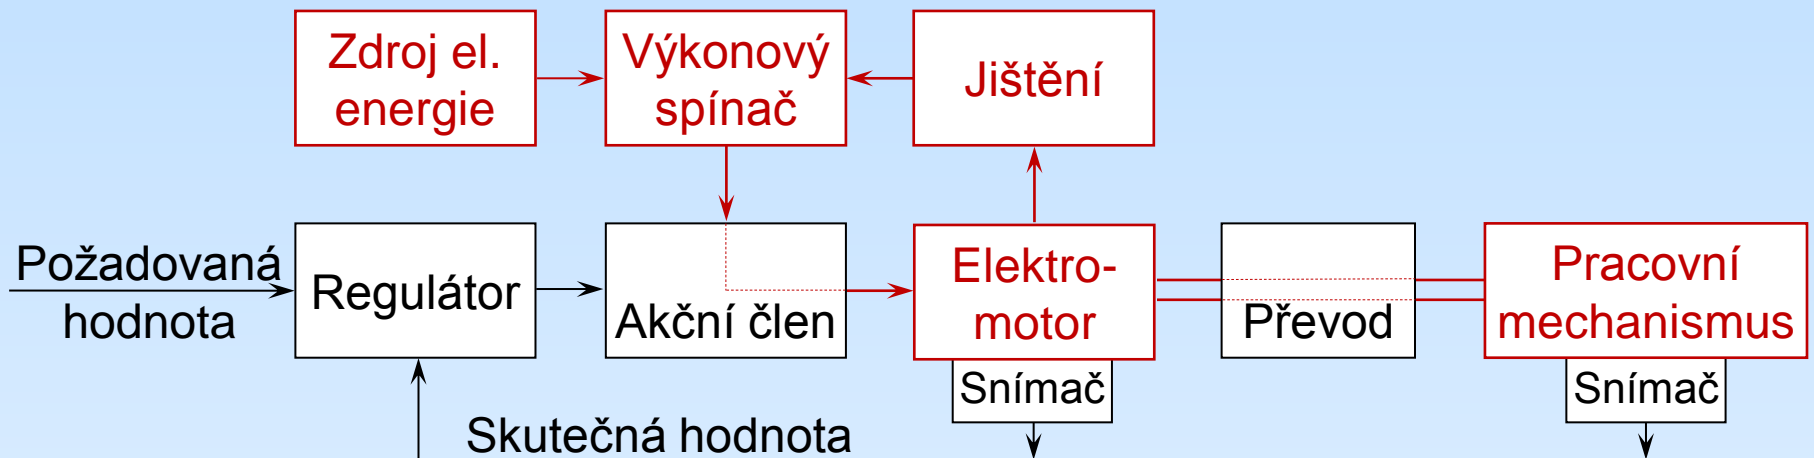 Zdroj el.
energie
Výkonový
spínač
Jištění
Požadovaná
hodnota
Regulátor
Akční člen
Elektro-
motor
Převod
Pracovní
mechanismus
Snímač
Snímač
Skutečná hodnota